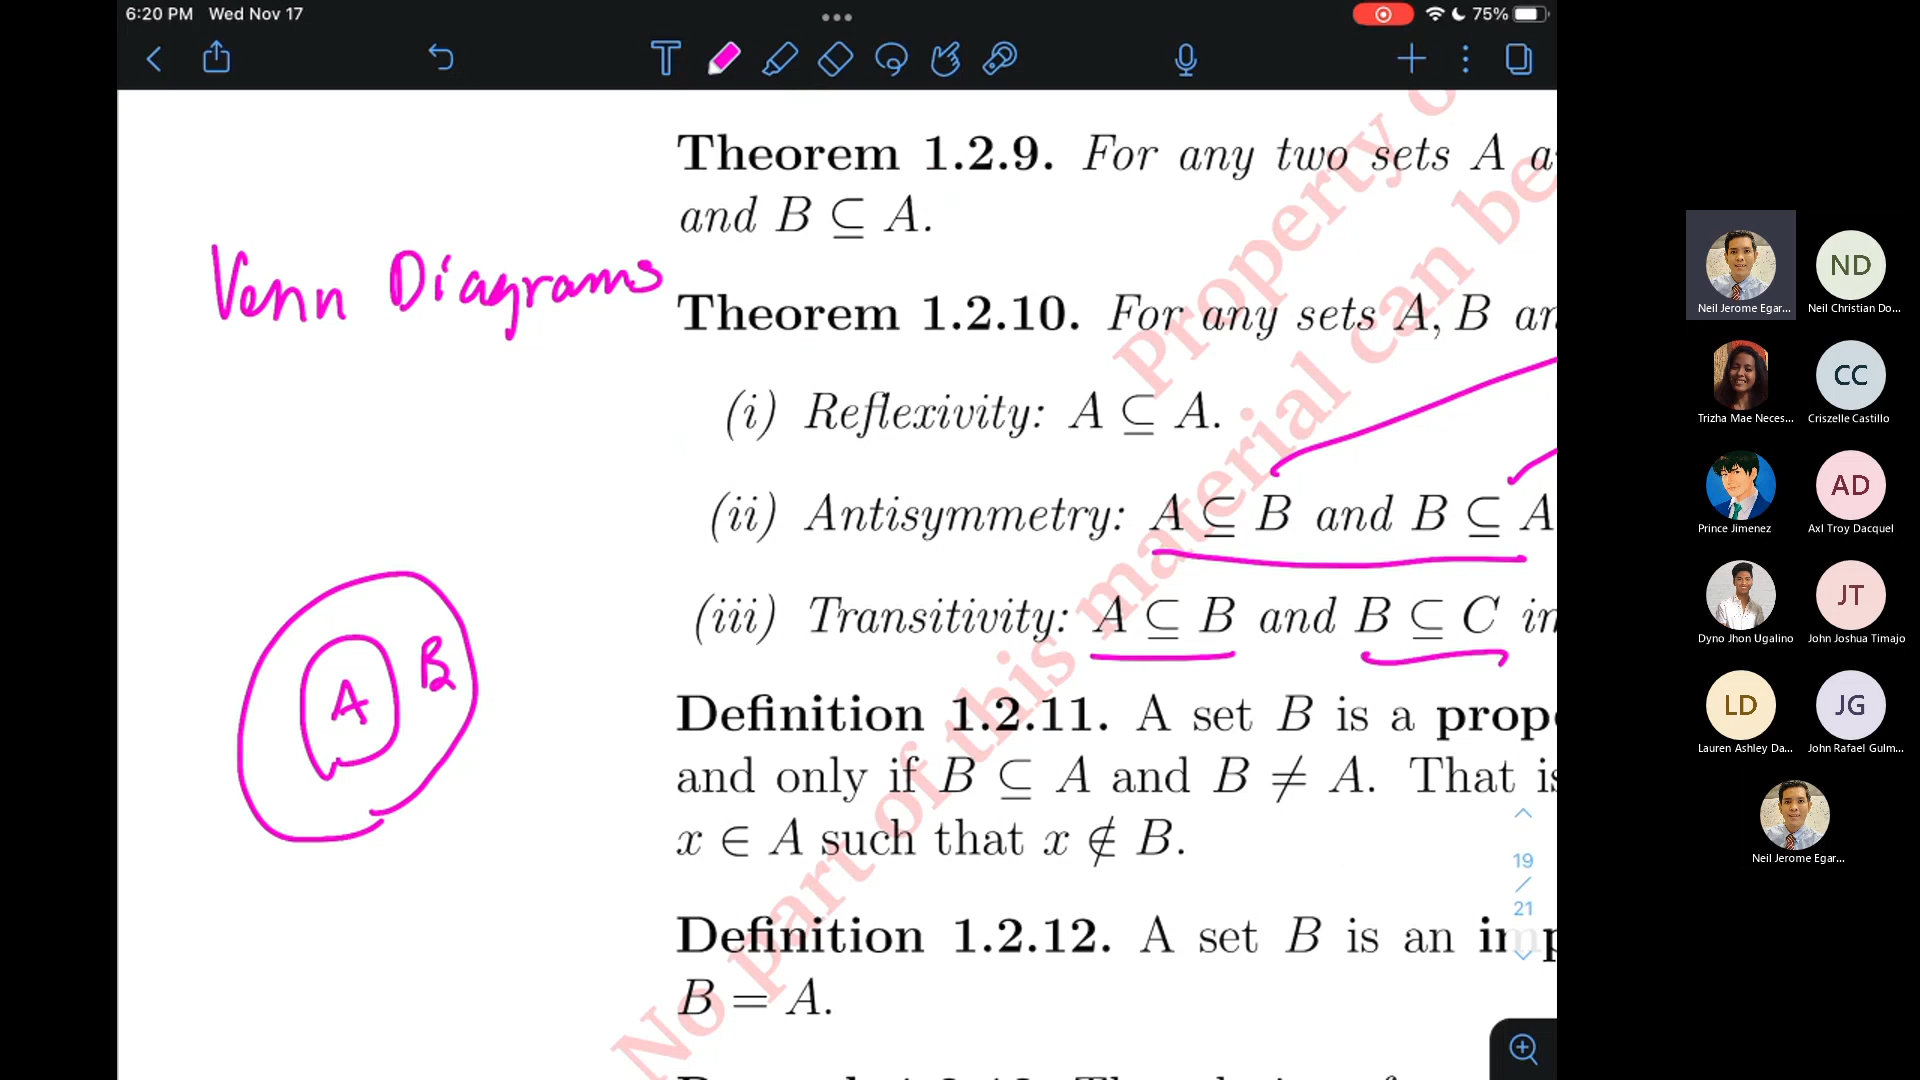 6:20 PM Wed Nov 17
75%
Theorem 1.2.9. For any two sets A a
and B ⊆ A.
Venn Diagrams
Theorem 1.2.10. For any sets A, B an
(i) Reflexivity: A ⊆ A.
(ii) Antisymmetry: A ⊆ B and B ⊆ A
(iii) Transitivity: A ⊆ B and B ⊆ C in
A
B
Definition 1.2.11. A set B is a prope
and only if B ⊆ A and B ≠ A. That is
x ∈ A such that x ∉ B.
19
/
21
Definition 1.2.12. A set B is an imp
B = A.
Property o
No part of this material can be
ND
Neil Jerome Egar...
Neil Christian Do...
CC
Trizha Mae Neces...
Criszelle Castillo
AD
Prince Jimenez
Axl Troy Dacquel
JT
Dyno Jhon Ugalino
John Joshua Timajo
LD
JG
Lauren Ashley Da...
John Rafael Gulm...
Neil Jerome Egar...